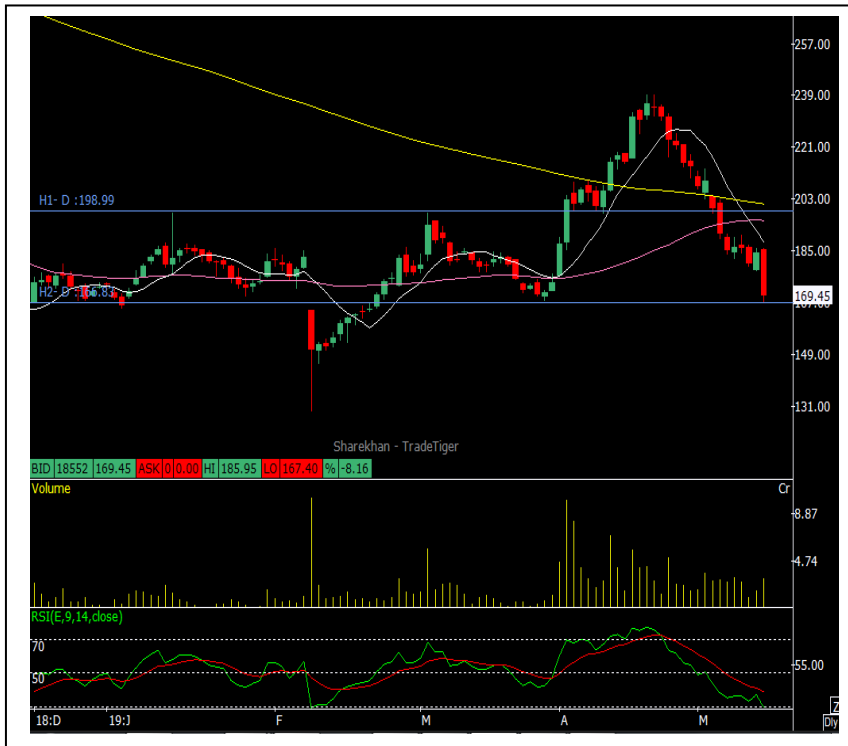 257.00
239.00
221.00
203.00
H1- D :198.99
185.00
H2- D :166.83
169.45
149.00
131.00
Sharekhan - TradeTiger
BID 18552 169.45 ASK 0 0.00 HI 185.95 LO 167.40 % -8.16
Volume Cr
8.87
4.74
RSI(E,9,14,close)
70
55.00
50
Z
18:D 19:J F M A M Dly